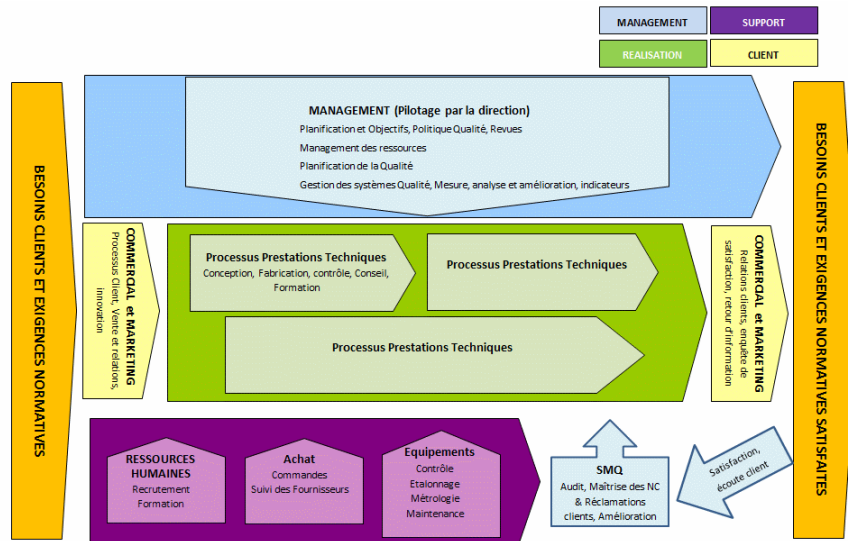 MANAGEMENT
SUPPORT
REALISATION
CLIENT
BESOINS CLIENTS ET EXIGENCES NORMATIVES
MANAGEMENT (Pilotage par la direction)
Planification et Objectifs, Politique Qualité, Revues
Management des ressources
Planification de la Qualité
Gestion des systèmes Qualité, Mesure, analyse et amélioration, indicateurs
COMMERCIAL et MARKETING
Processus Client, Vente et relations,
innovation
Processus Prestations Techniques
Conception, Fabrication, contrôle, Conseil,
Formation
Processus Prestations Techniques
Processus Prestations Techniques
COMMERCIAL et MARKETING
Relations clients, enquête de
satisfaction, retour d'information
BESOINS CLIENTS ET EXIGENCES NORMATIVES SATISFAITES
RESSOURCES
HUMAINES
Recrutement
Formation
Achat
Commandes
Suivi des Fournisseurs
Equipements
Contrôle
Etalonnage
Métrologie
Maintenance
SMQ
Audit, Maîtrise des NC
& Réclamations
clients, Amélioration
Satisfaction,
écoute client